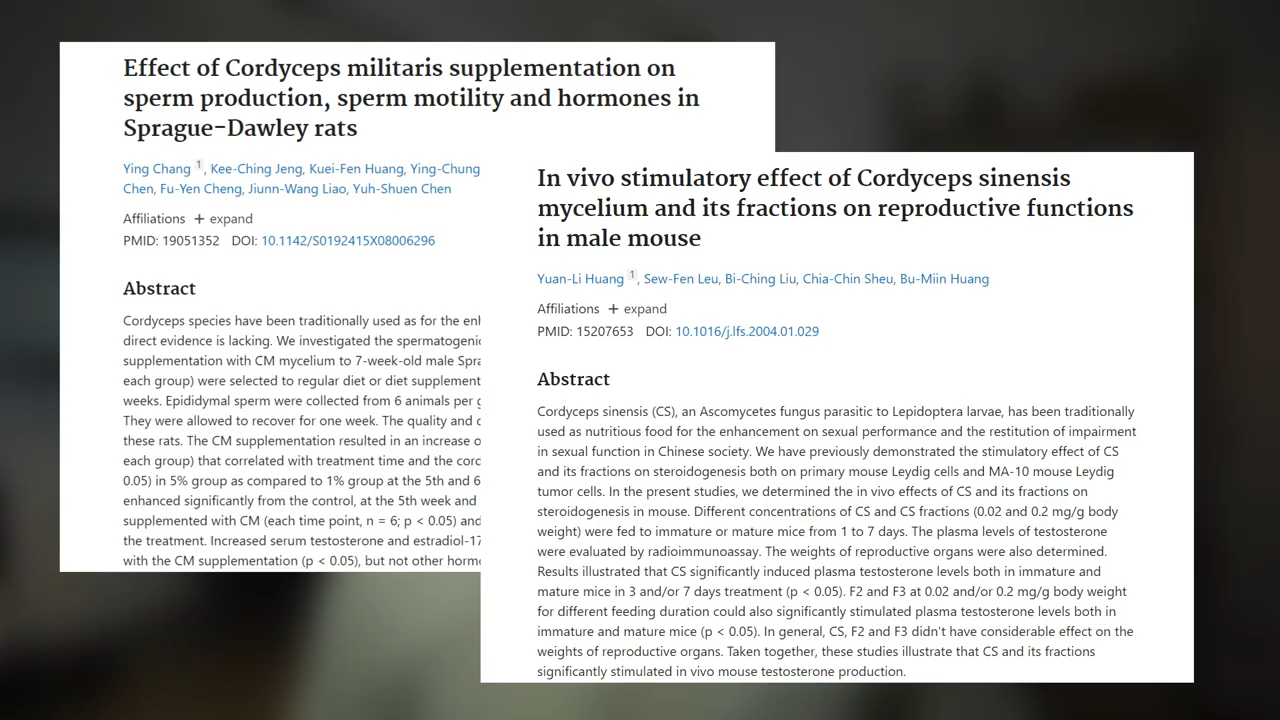 Effect of Cordyceps militaris supplementation on
sperm production, sperm motility and hormones in
Sprague-Dawley rats
Ying Chang 1, Kee-Ching Jeng, Kuei-Fen Huang, Ying-Chung
Chen, Fu-Yen Cheng, Jiunn-Wang Liao, Yuh-Shuen Chen
Affiliations + expand
PMID: 19051352 DOI: 10.1142/S0192415X08006296
Abstract
Cordyceps species have been traditionally used as for the
direct evidence is lacking. We investigated the
supplementation with CM mycelium to 7-week-old male
each group) were selected to regular diet or diet
weeks. Epididymal sperm were collected from 6 animals per
They were allowed to recover for one week. The quality and
these rats. The CM supplementation resulted in an increase
each group) that correlated with treatment time and the
0.05) in 5% group as compared to 1% group at the 5th and 6
enhanced significantly from the control, at the 5th week and
supplemented with CM (each time point, n = 6; p < 0.05) and
the treatment. Increased serum testosterone and
with the CM supplementation (p < 0.05), but not other
In vivo stimulatory effect of Cordyceps sinensis
mycelium and its fractions on reproductive functions
in male mouse
Yuan-Li Huang 1, Sew-Fen Leu, Bi-Ching Liu, Chia-Chin Sheu, Bu-Miin Huang
Affiliations + expand
PMID: 15207653 DOI: 10.1016/j.lfs.2004.01.029
Abstract
Cordyceps sinensis (CS), an Ascomycetes fungus parasitic to Lepidoptera larvae, has been traditionally
used as nutritious food for the enhancement on sexual performance and the restitution of impairment
in sexual function in Chinese society. We have previously demonstrated the stimulatory effect of CS
and its fractions on steroidogenesis both on primary mouse Leydig cells and MA-10 mouse Leydig
tumor cells. In the present studies, we determined the in vivo effects of CS and its fractions on
steroidogenesis in mouse. Different concentrations of CS and CS fractions (0.02 and 0.2 mg/g body
weight) were fed to immature or mature mice from 1 to 7 days. The plasma levels of testosterone
were evaluated by radioimmunoassay. The weights of reproductive organs were also determined.
Results illustrated that CS significantly induced plasma testosterone levels both in immature and
mature mice in 3 and/or 7 days treatment (p < 0.05). F2 and F3 at 0.02 and/or 0.2 mg/g body weight
for different feeding duration could also significantly stimulated plasma testosterone levels both in
immature and mature mice (p < 0.05). In general, CS, F2 and F3 didn't have considerable effect on the
weights of reproductive organs. Taken together, these studies illustrate that CS and its fractions
significantly stimulated in vivo mouse testosterone production.